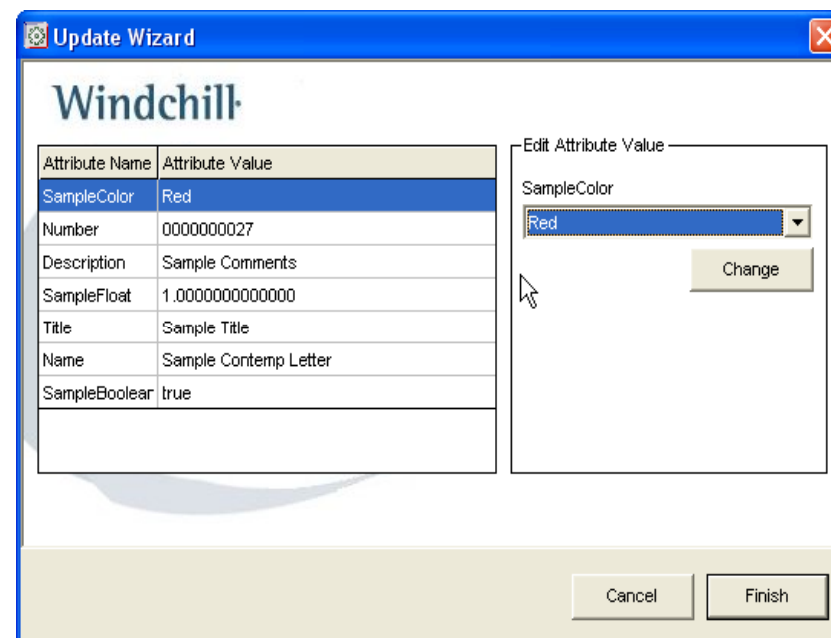 Update Wizard
Windchill
Attribute Name Attribute Value
SampleColor Red
Number 0000000027
Description Sample Comments
SampleFloat 1.0000000000000
Title Sample Title
Name Sample Contemp Letter
SampleBoolean true
Edit Attribute Value
SampleColor
Red
Change
Cancel Finish